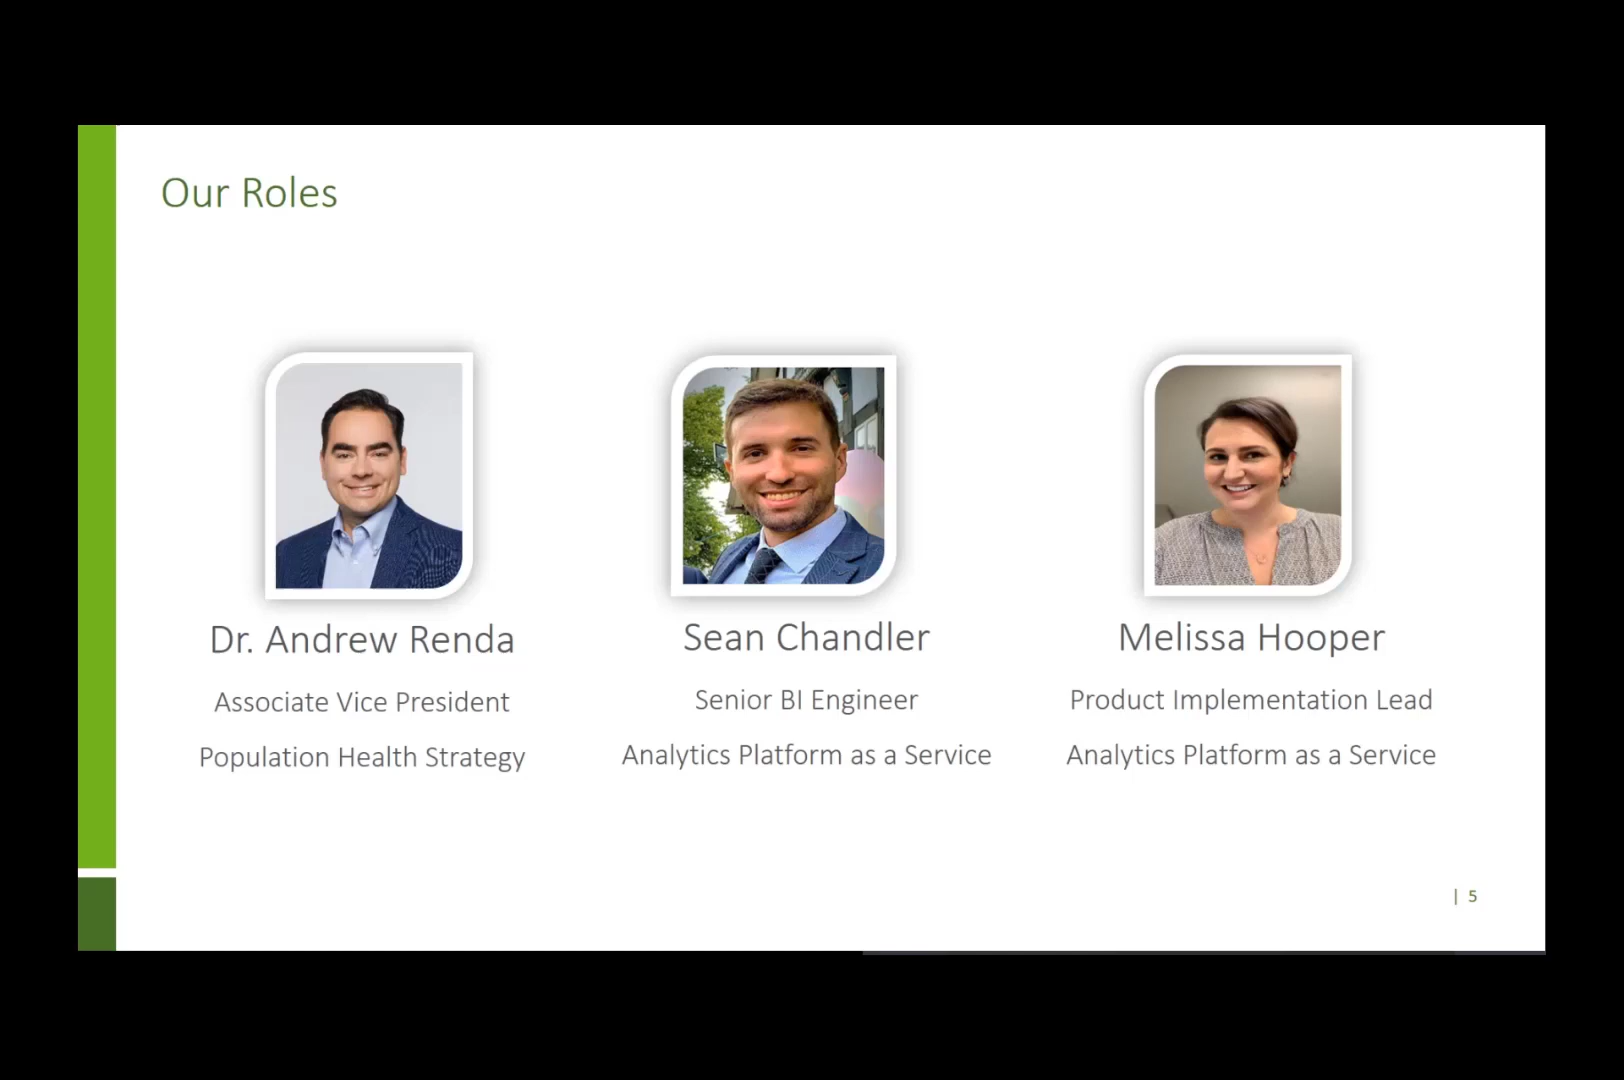 Our Roles
Dr. Andrew Renda
Associate Vice President
Population Health Strategy
Sean Chandler
Senior BI Engineer
Analytics Platform as a Service
Melissa Hooper
Product Implementation Lead
Analytics Platform as a Service
| 5